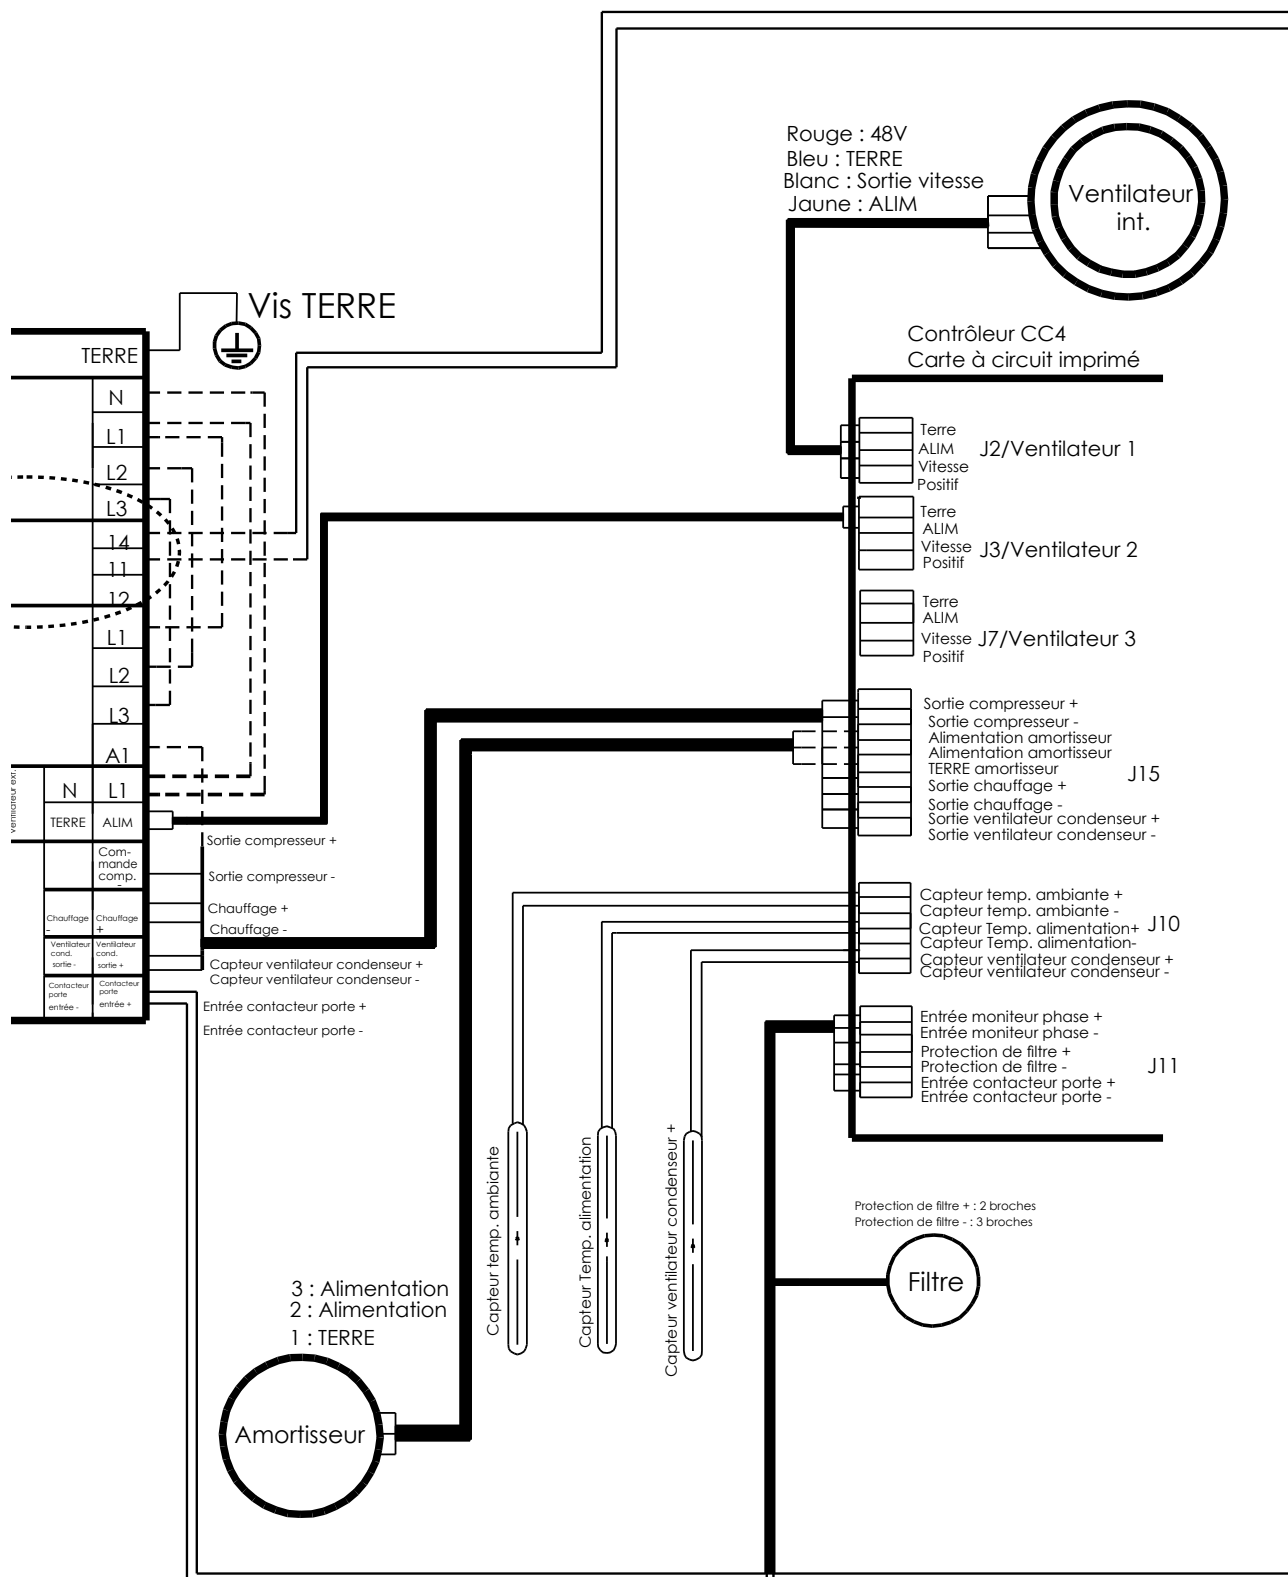 Rouge : 48V
Bleu : TERRE
Blanc : Sortie vitesse
Jaune : ALIM
Ventilateur
int.
Vis TERRE
Contrôleur CC4
Carte à circuit imprimé
TERRE
N
L1
L2
L3
14
11
12
L1
L2
L3
A1
Ventilateur ext.
N
L1
TERRE
ALIM
Com-
mande
comp.
-
Chauffage
-
Chauffage
+
Ventilateur
cond.
sortie -
Ventilateur
cond.
sortie +
Contacteur
porte
entrée -
Contacteur
porte
entrée +
Sortie compresseur +
Sortie compresseur -
Chauffage +
Chauffage -
Capteur ventilateur condenseur +
Capteur ventilateur condenseur -
Entrée contacteur porte +
Entrée contacteur porte -
Terre
ALIM
Vitesse
Positif
J2/Ventilateur 1
Terre
ALIM
Vitesse
Positif
J3/Ventilateur 2
Terre
ALIM
Vitesse
Positif
J7/Ventilateur 3
Sortie compresseur +
Sortie compresseur -
Alimentation amortisseur
Alimentation amortisseur
TERRE amortisseur
Sortie chauffage +
Sortie chauffage -
Sortie ventilateur condenseur +
Sortie ventilateur condenseur -
J15
Capteur temp. ambiante +
Capteur temp. ambiante -
Capteur Temp. alimentation+
Capteur Temp. alimentation-
Capteur ventilateur condenseur +
Capteur ventilateur condenseur -
J10
Entrée moniteur phase +
Entrée moniteur phase -
Protection de filtre +
Protection de filtre -
Entrée contacteur porte +
Entrée contacteur porte -
J11
Capteur temp. ambiante
Capteur Temp. alimentation
Capteur ventilateur condenseur +
Protection de filtre + : 2 broches
Protection de filtre - : 3 broches
Filtre
3 : Alimentation
2 : Alimentation
1 : TERRE
Amortisseur